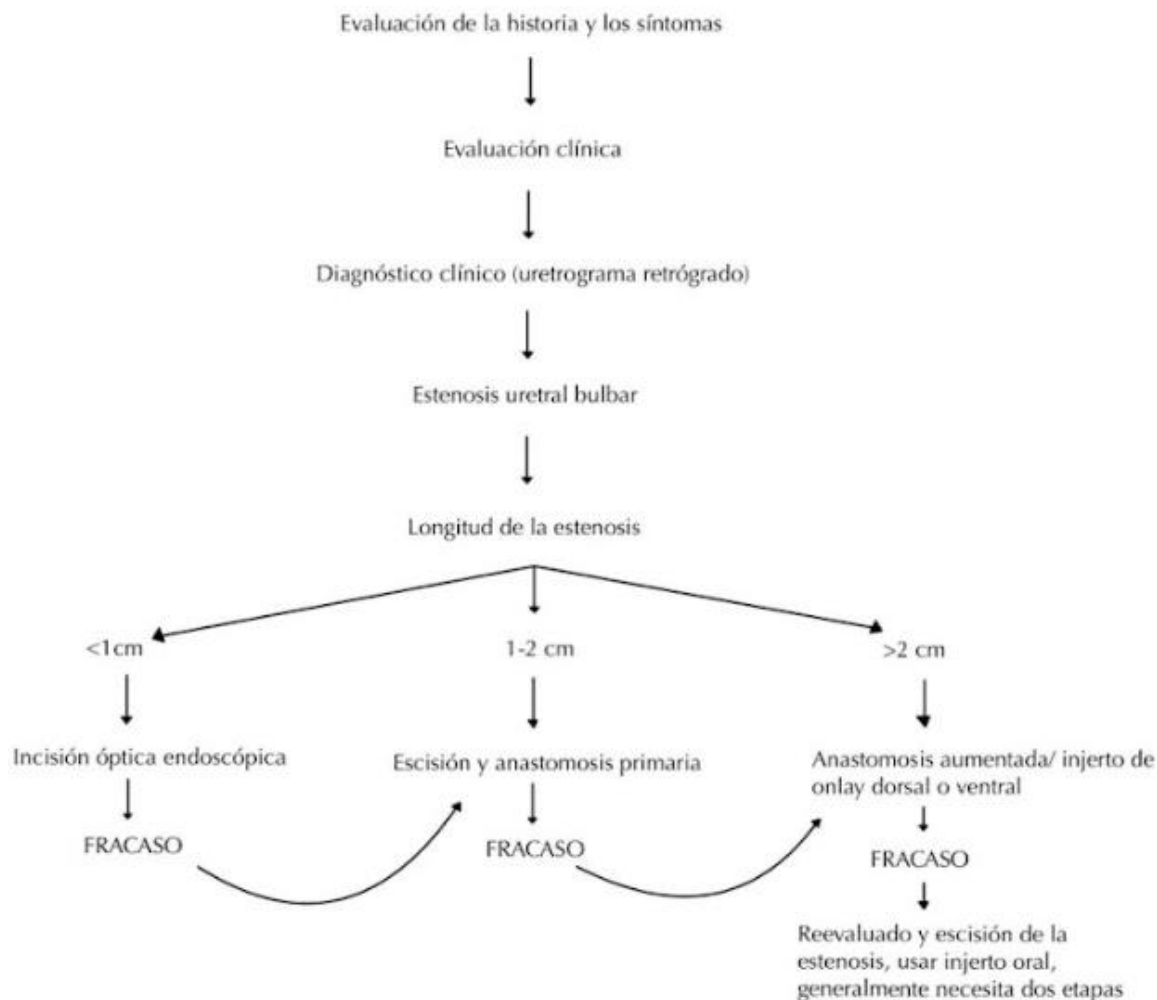 Evaluación de la historia y los síntomas
Evaluación clínica
Diagnóstico clínico (uretrograma retrógrado)
Estenosis uretral bulbar
Longitud de la estenosis
<1cm
1-2 cm
>2 cm
Incisión óptica endoscópica
Escisión y anastomosis primaria
Anastomosis aumentada/ injerto de
onlay dorsal o ventral
FRACASO
FRACASO
FRACASO
Reevaluado y escisión de la
estenosis, usar injerto oral,
generalmente necesita dos etapas